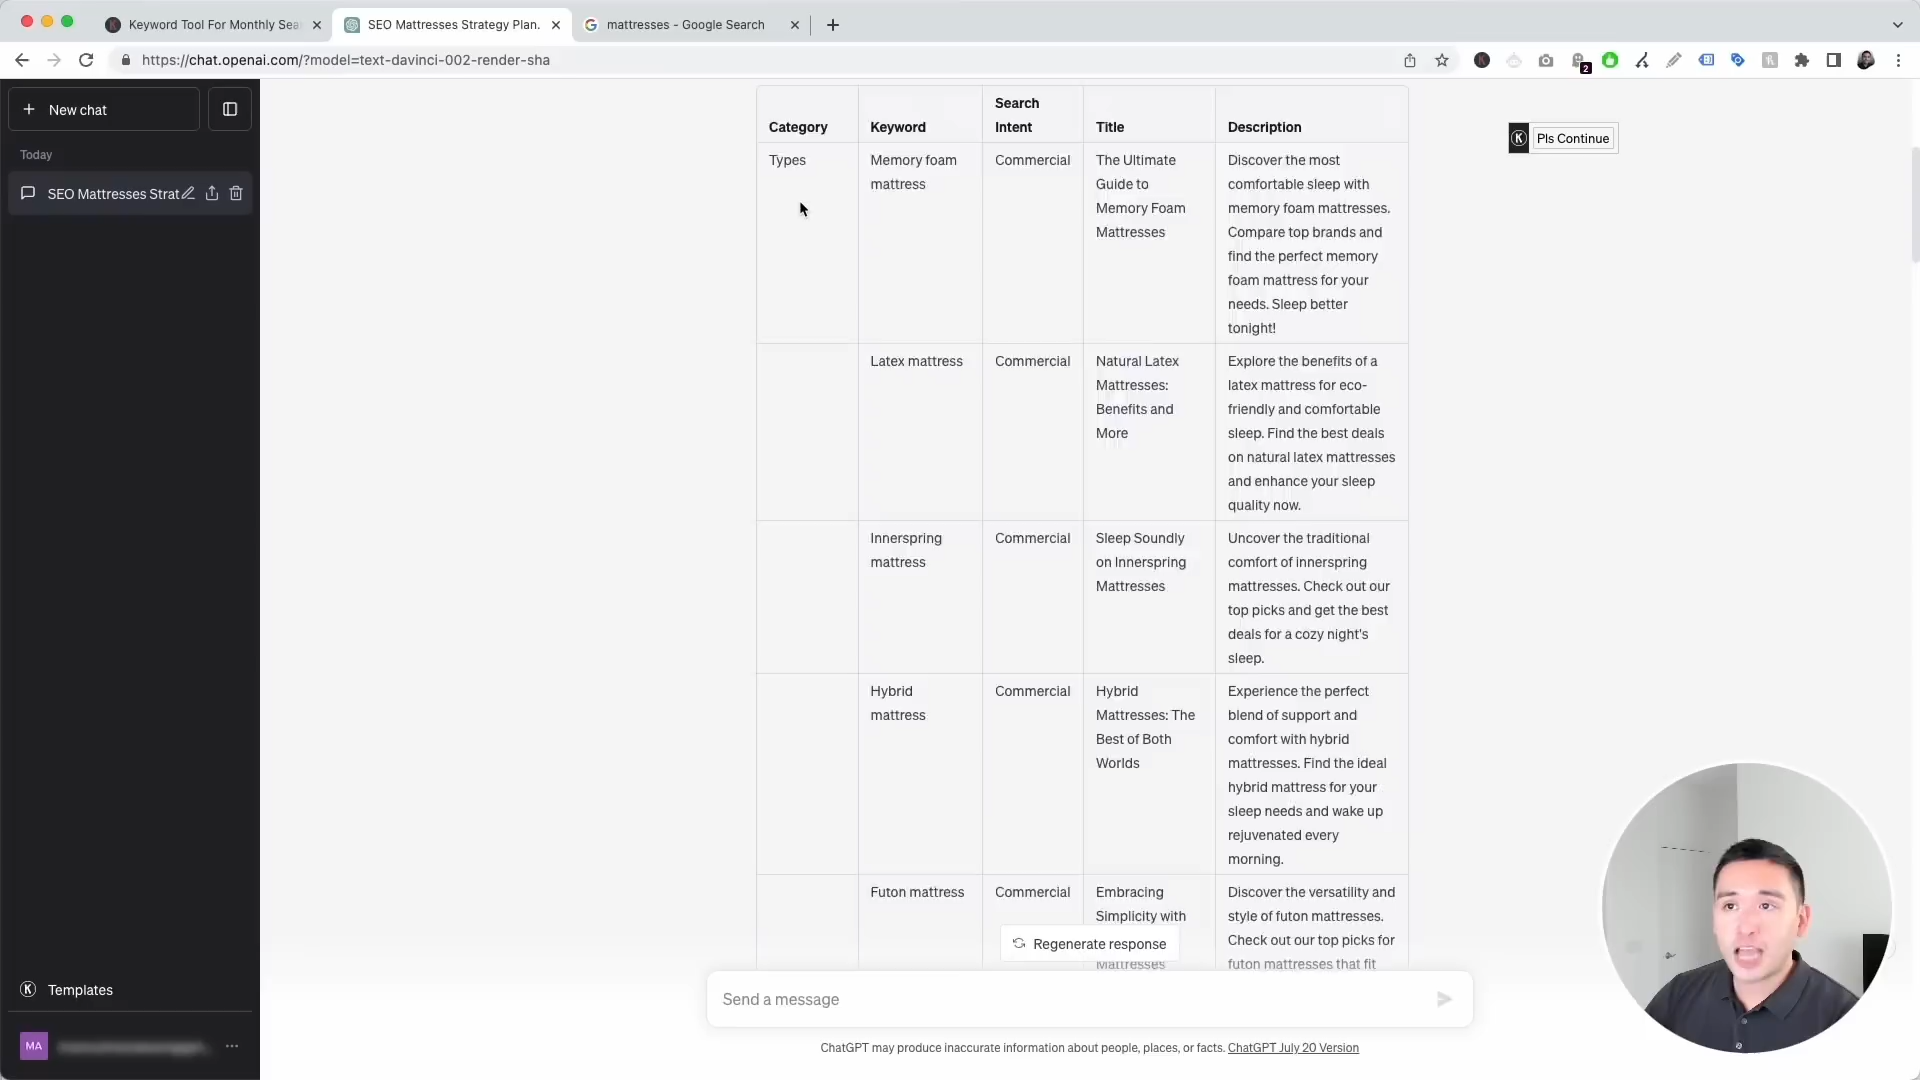 Keyword Tool For Monthly Sea
SEO Mattresses Strategy Plan.
mattresses - Google Search
https://chat.openai.com/?model=text-davinci-002-render-sha
2
New chat
Today
SEO Mattresses Strat
Templates
MA
K
Pls Continue
Category
Keyword
Search
Intent
Title
Description
Types
Memory foam
mattress
Commercial
The Ultimate
Guide to
Memory Foam
Mattresses
Discover the most
comfortable sleep with
memory foam mattresses.
Compare top brands and
find the perfect memory
foam mattress for your
needs. Sleep better
tonight!
Latex mattress
Commercial
Natural Latex
Mattresses:
Benefits and
More
Explore the benefits of a
latex mattress for eco-
friendly and comfortable
sleep. Find the best deals
on natural latex mattresses
and enhance your sleep
quality now.
Innerspring
mattress
Commercial
Sleep Soundly
on Innerspring
Mattresses
Uncover the traditional
comfort of innerspring
mattresses. Check out our
top picks and get the best
deals for a cozy night's
sleep.
Hybrid
mattress
Commercial
Hybrid
Mattresses: The
Best of Both
Worlds
Experience the perfect
blend of support and
comfort with hybrid
mattresses. Find the ideal
hybrid mattress for your
sleep needs and wake up
rejuvenated every
morning.
Futon mattress
Commercial
Embracing
Simplicity with
Mattresses
Discover the versatility and
style of futon mattresses.
Check out our top picks for
futon mattresses that fit
Regenerate response
Send a message
ChatGPT may produce inaccurate information about people, places, or facts. ChatGPT July 20 Version